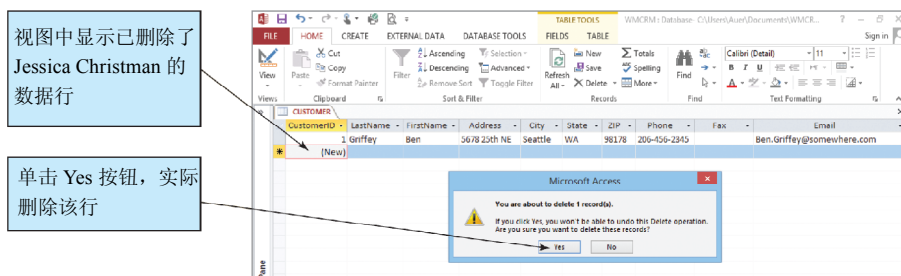 视图中显示已删除了
Jessica Christman 的
数据行
单击 Yes 按钮，实际
删除该行
TABLE TOOLS WMCRM : Database- C:\Users\Auer\Documents\WMCR... ?
Sign in
FILE HOME CREATE EXTERNAL DATA DATABASE TOOLS FIELDS TABLE
View Paste Cut Copy Format Painter
Filter Ascending Descending Remove Sort Selection Advanced Toggle Filter
Refresh All New Save Delete Totals Spelling More
Find Calibri (Detail) 11
B I U A
Views Clipboard Sort & Filter Records Find Text Formatting
CUSTOMER
CustomerID LastName FirstName Address City State ZIP Phone Fax Email
1 Griffey Ben 5678 25th NE Seattle WA 98178 206-456-2345 Ben.Griffey@somewhere.com
(New)
Microsoft Access
You are about to delete 1 record(s).
If you click Yes, you won't be able to undo this Delete operation.
Are you sure you want to delete these records?
Yes No
Pane